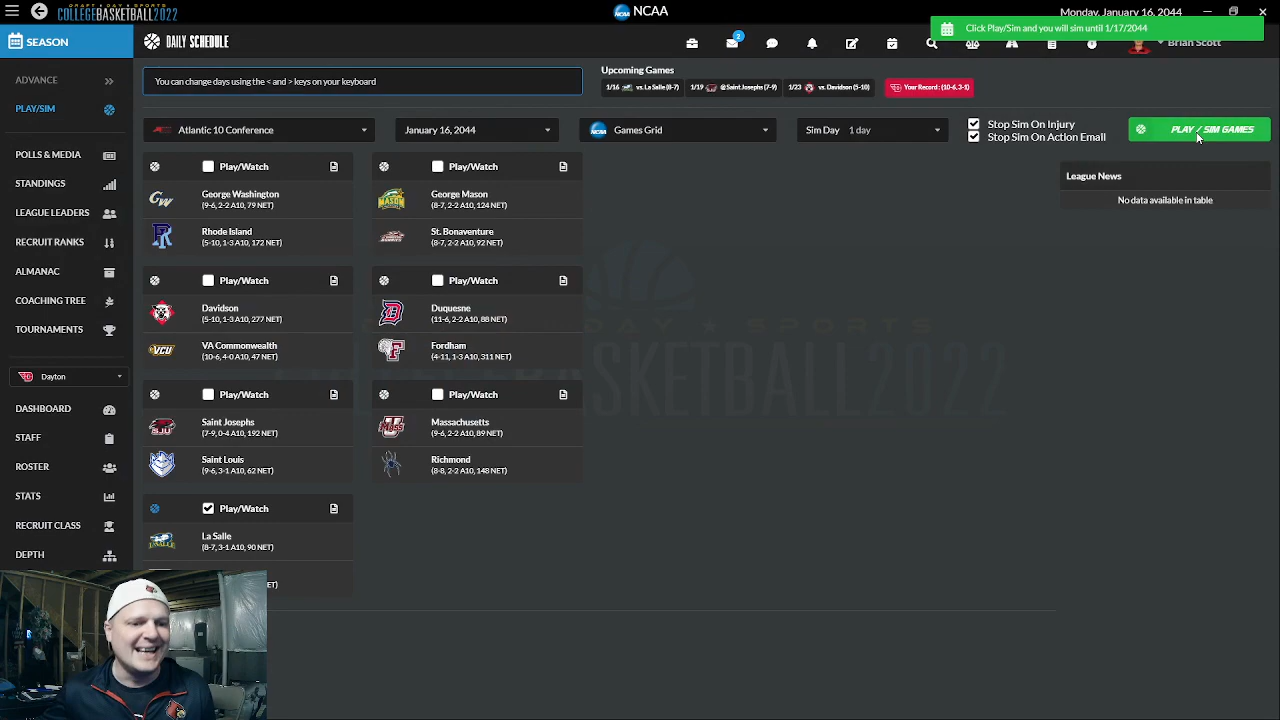 DRAFT DAY SPORTS
COLLEGEBASKETBALL2022
NCAA
Monday, January 16, 2044
Click Play/Sim and you will sim until 1/17/2044
SEASON
DAILY SCHEDULE
2
Brian Scott
ADVANCE
PLAY/SIM
POLLS & MEDIA
STANDINGS
LEAGUE LEADERS
RECRUIT RANKS
ALMANAC
COACHING TREE
TOURNAMENTS
Dayton
DASHBOARD
STAFF
ROSTER
STATS
RECRUIT CLASS
DEPTH
You can change days using the < and > keys on your keyboard
Upcoming Games
1/16 vs. La Salle (8-7)
1/19 @Saint Josephs (7-9)
1/23 vs. Davidson (5-10)
Your Record : (10-6, 3-1)
Atlantic 10 Conference
January 16, 2044
Games Grid
Sim Day 1 day
Stop Sim On Injury
Stop Sim On Action Email
PLAY / SIM GAMES
Play/Watch
George Washington
(9-6, 2-2 A10, 79 NET)
Rhode Island
(5-10, 1-3 A10, 172 NET)
Play/Watch
George Mason
(8-7, 2-2 A10, 124 NET)
St. Bonaventure
(8-7, 2-2 A10, 92 NET)
League News
No data available in table
Play/Watch
Davidson
(5-10, 1-3 A10, 277 NET)
VA Commonwealth
(10-6, 4-0 A10, 47 NET)
Play/Watch
Duquesne
(11-6, 2-2 A10, 88 NET)
Fordham
(4-11, 1-3 A10, 311 NET)
Play/Watch
Saint Josephs
(7-9, 0-4 A10, 192 NET)
Saint Louis
(9-6, 3-1 A10, 62 NET)
Play/Watch
Massachusetts
(9-6, 2-2 A10, 89 NET)
Richmond
(8-8, 2-2 A10, 148 NET)
Play/Watch
La Salle
(8-7, 3-1 A10, 90 NET)